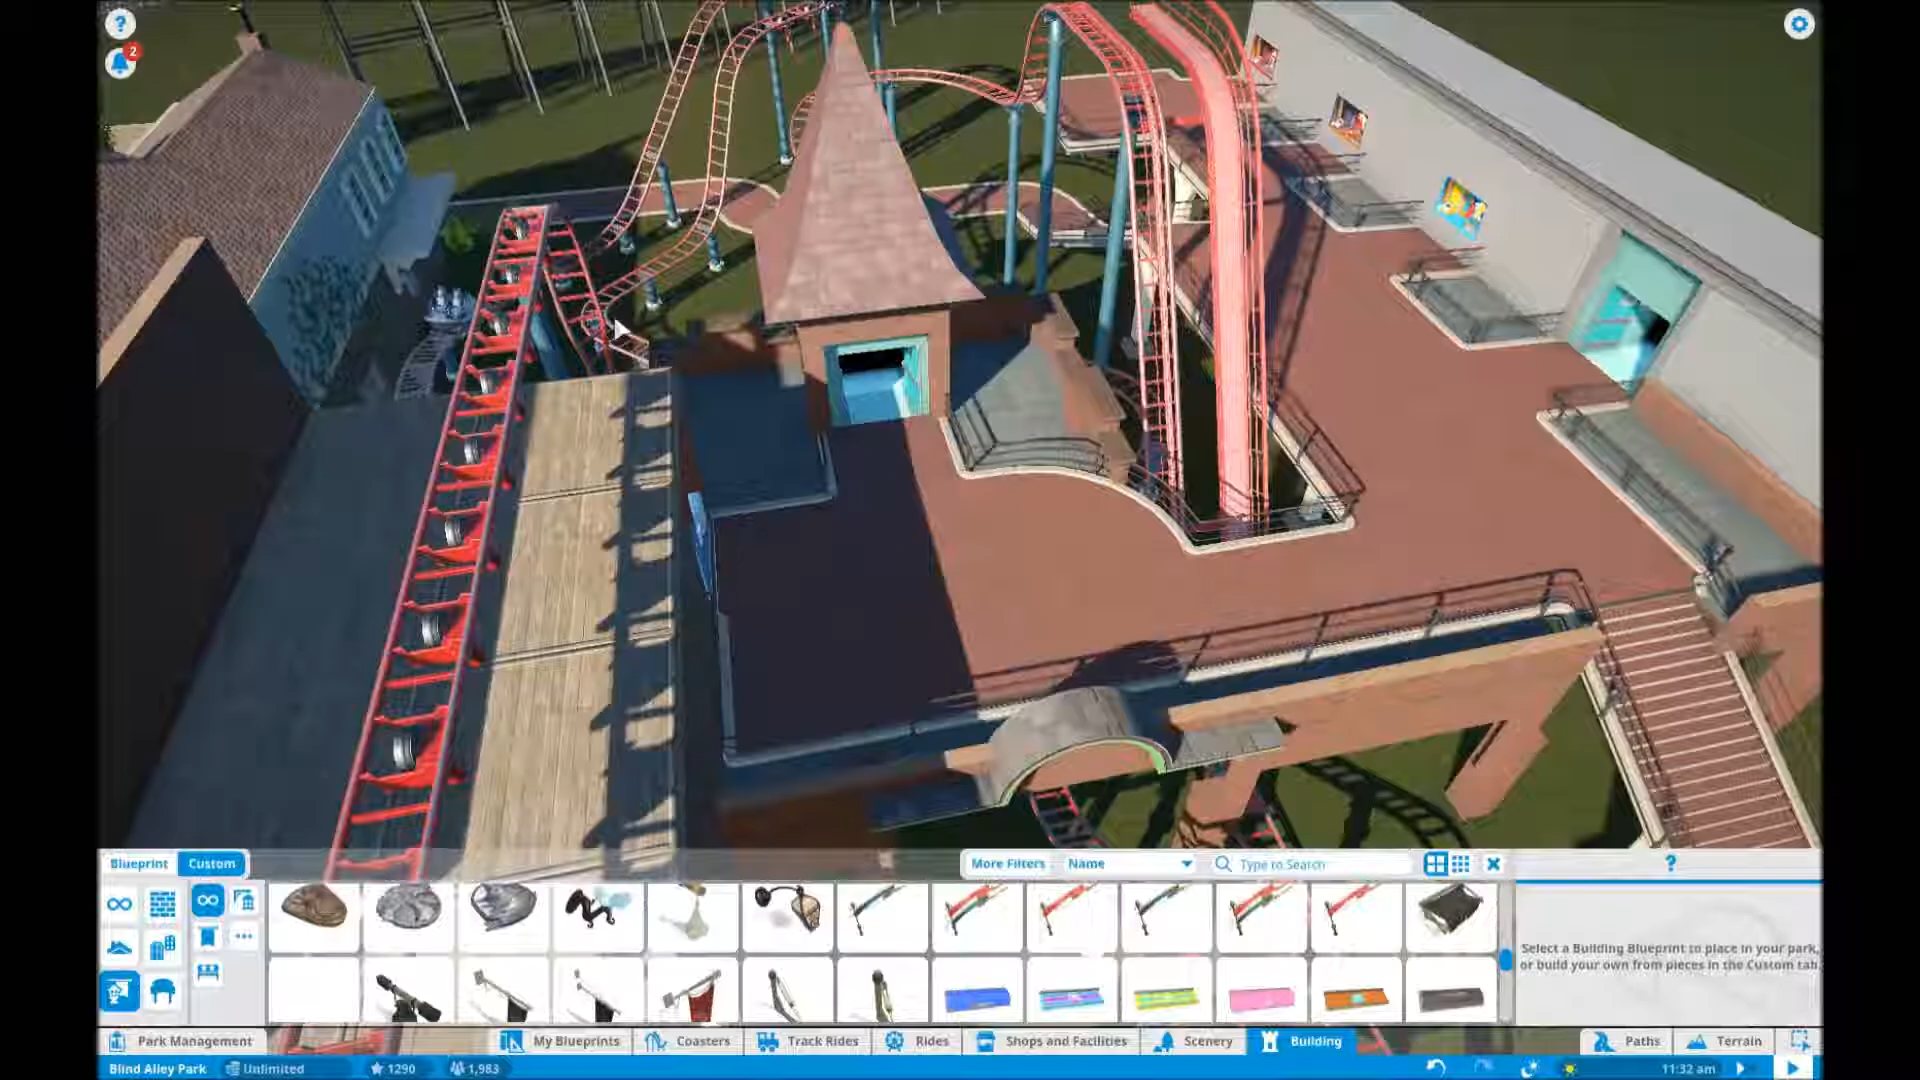 ?
2
Blueprint Custom
More Filters Name Type to Search ?
Select a Building Blueprint to place in your park,
or build your own from pieces in the Custom tab.
Park Management My Blueprints Coasters Track Rides Rides Shops and Facilities Scenery Building Paths Terrain
Blind Alley Park Unlimited 1290 1,983 11:32 am